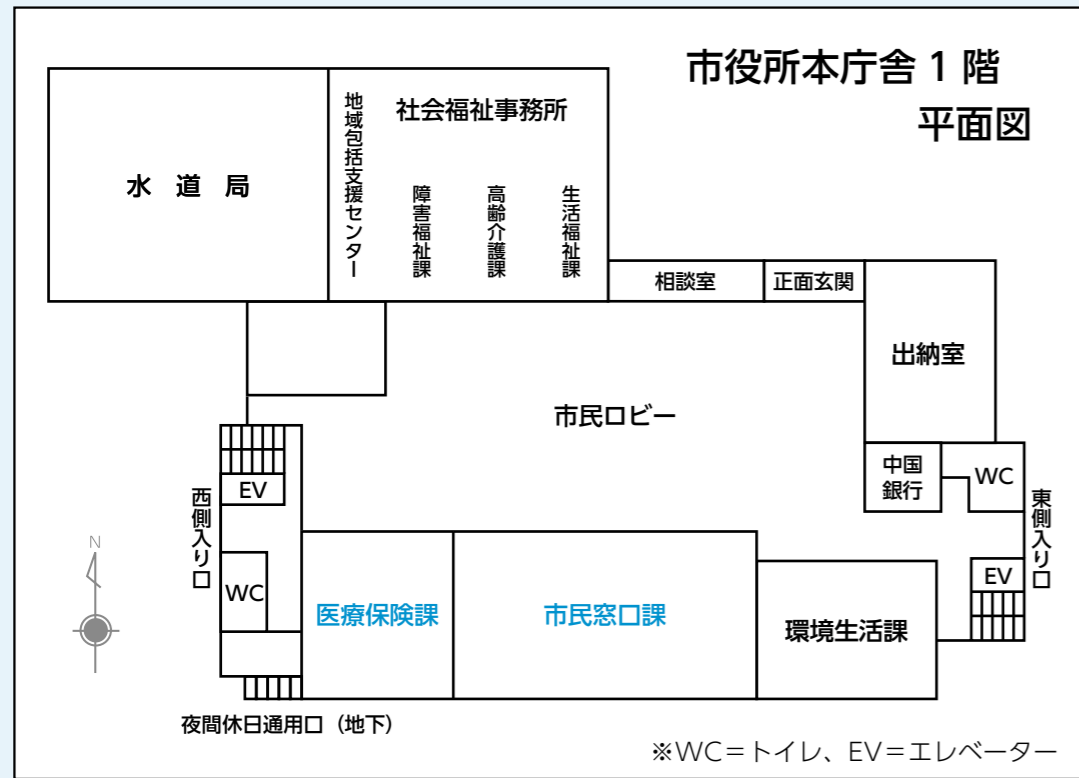 市役所本庁舎 1 階
平面図
水 道 局
地域包括支援センター
社会福祉事務所
障害福祉課
高齢介護課
生活福祉課
相談室
正面玄関
出納室
市民ロビー
中国
銀行
WC
東側入り口
EV
西側入り口
EV
WC
N
医療保険課
市民窓口課
環境生活課
夜間休日通用口（地下）
※WC＝トイレ、EV＝エレベーター